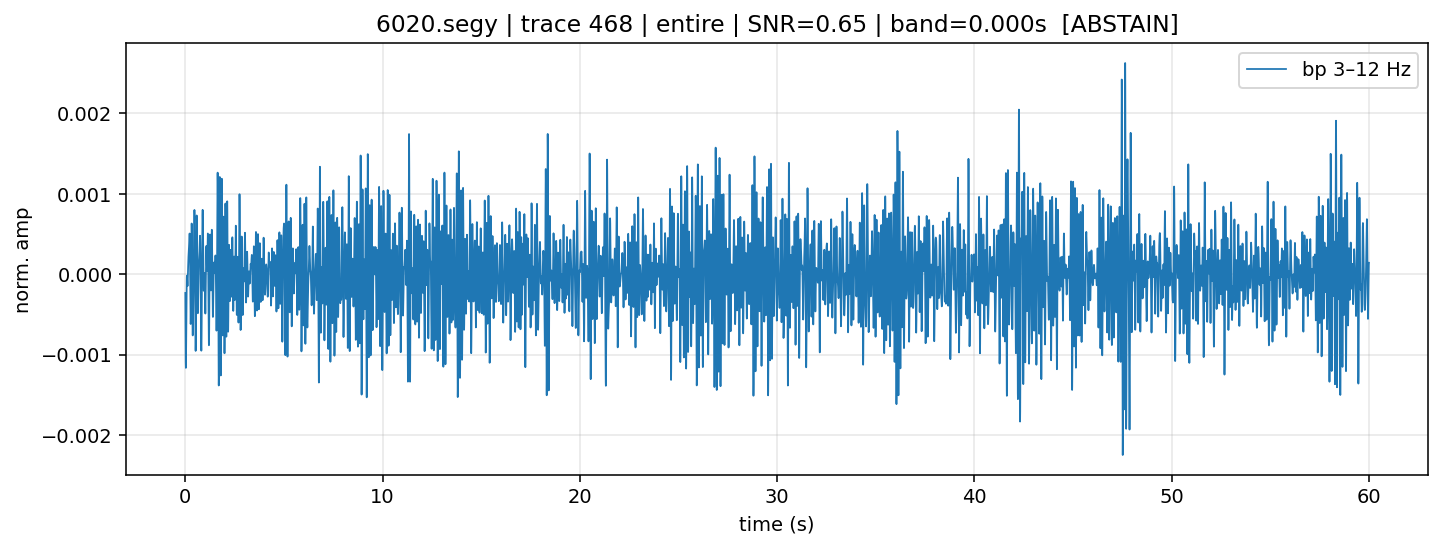 6020.segy | trace 468 | entire | SNR=0.65 | band=0.000s  [ABSTAIN]
bp 3–12 Hz
norm. amp
0.002
0.001
0.000
−0.001
−0.002
0 10 20 30 40 50 60
time (s)